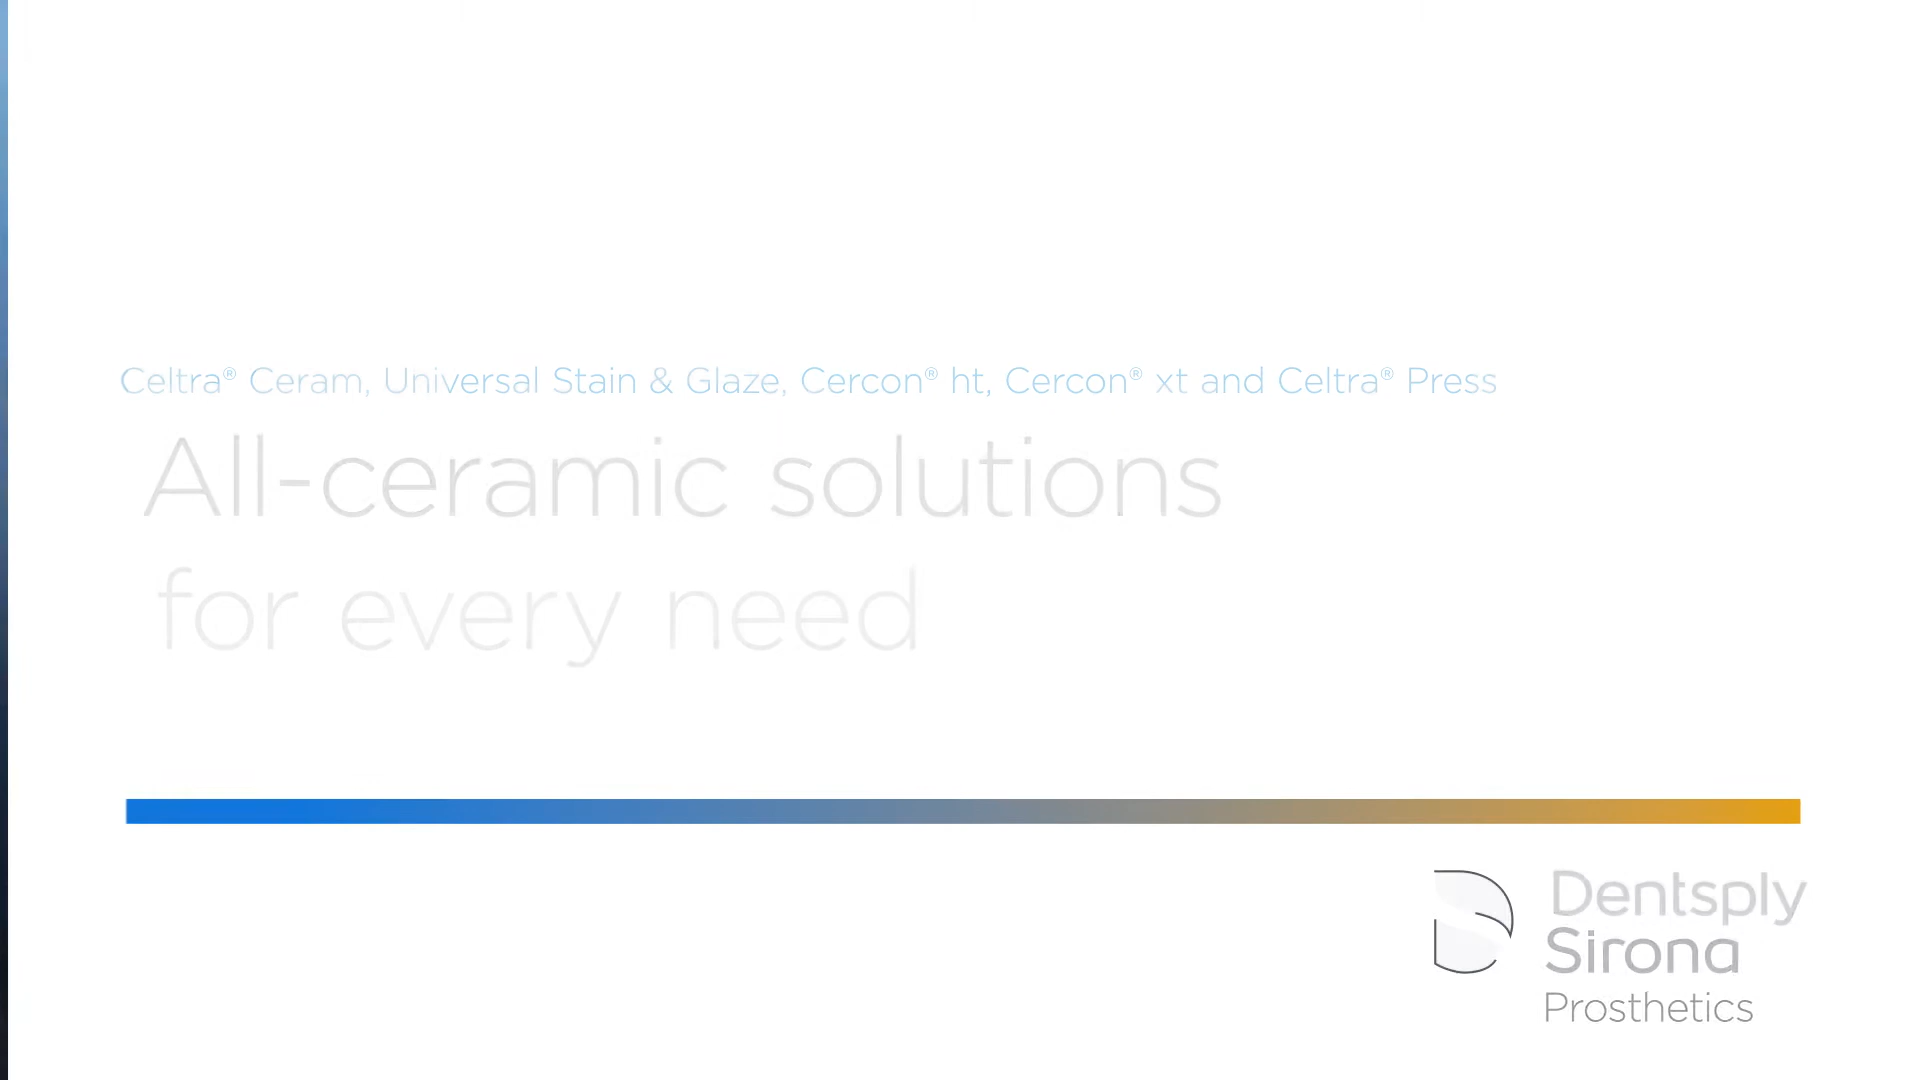 Celtra® Ceram, Universal Stain & Glaze, Cercon® ht, Cercon® xt and Celtra® Press
All-ceramic solutions
for every need
Dentsply
Sirona
Prosthetics